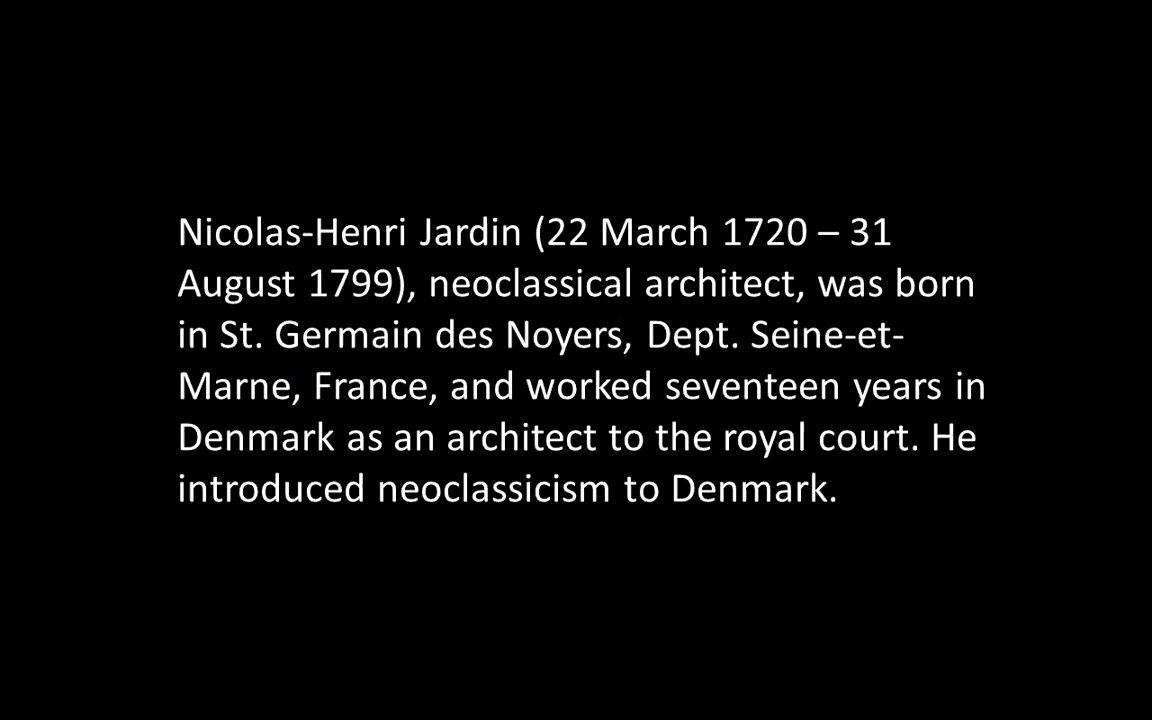 Nicolas-Henri Jardin (22 March 1720 – 31
August 1799), neoclassical architect, was born
in St. Germain des Noyers, Dept. Seine-et-
Marne, France, and worked seventeen years in
Denmark as an architect to the royal court. He
introduced neoclassicism to Denmark.